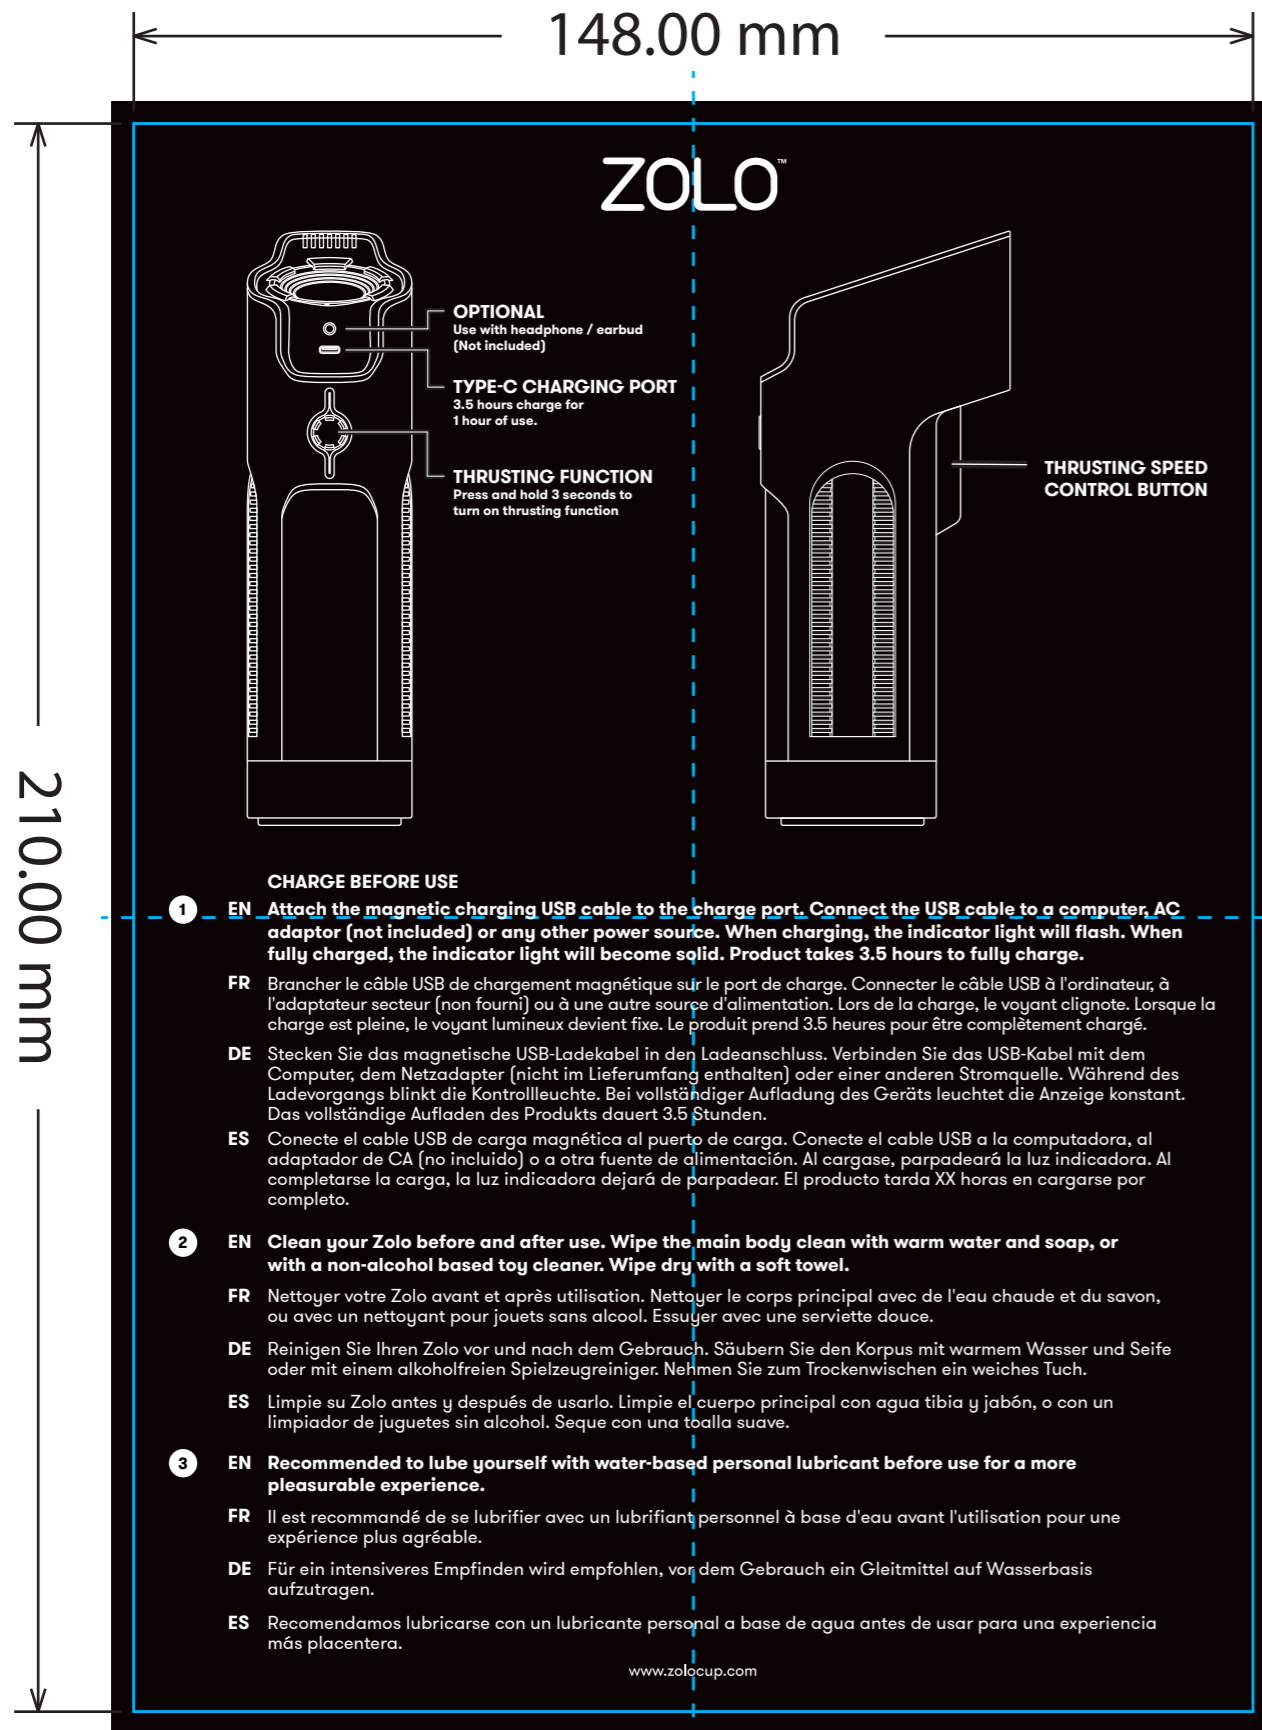 148.00 mm
210.00 mm
ZOLO™
OPTIONAL
Use with headphone / earbud
(Not included)
TYPE-C CHARGING PORT
3.5 hours charge for
1 hour of use.
THRUSTING FUNCTION
Press and hold 3 seconds to
turn on thrusting function
THRUSTING SPEED
CONTROL BUTTON
CHARGE BEFORE USE
1 EN Attach the magnetic charging USB cable to the charge port. Connect the USB cable to a computer, AC
adaptor (not included) or any other power source. When charging, the indicator light will flash. When
fully charged, the indicator light will become solid. Product takes 3.5 hours to fully charge.
FR Brancher le câble USB de chargement magnétique sur le port de charge. Connecter le câble USB à l'ordinateur, à
l'adaptateur secteur (non fourni) ou à une autre source d'alimentation. Lors de la charge, le voyant clignote. Lorsque la
charge est pleine, le voyant lumineux devient fixe. Le produit prend 3.5 heures pour être complètement chargé.
DE Stecken Sie das magnetische USB-Ladekabel in den Ladeanschluss. Verbinden Sie das USB-Kabel mit dem
Computer, dem Netzadapter (nicht im Lieferumfang enthalten) oder einer anderen Stromquelle. Während des
Ladevorgangs blinkt die Kontrollleuchte. Bei vollständiger Aufladung des Geräts leuchtet die Anzeige konstant.
Das vollständige Aufladen des Produkts dauert 3.5 Stunden.
ES Conecte el cable USB de carga magnética al puerto de carga. Conecte el cable USB a la computadora, al
adaptador de CA (no incluido) o a otra fuente de alimentación. Al cargase, parpadeará la luz indicadora. Al
completarse la carga, la luz indicadora dejará de parpadear. El producto tarda XX horas en cargarse por
completo.
2 EN Clean your Zolo before and after use. Wipe the main body clean with warm water and soap, or
with a non-alcohol based toy cleaner. Wipe dry with a soft towel.
FR Nettoyer votre Zolo avant et après utilisation. Nettoyer le corps principal avec de l'eau chaude et du savon,
ou avec un nettoyant pour jouets sans alcool. Essuyer avec une serviette douce.
DE Reinigen Sie Ihren Zolo vor und nach dem Gebrauch. Säubern Sie den Korpus mit warmem Wasser und Seife
oder mit einem alkoholfreien Spielzeugreiniger. Nehmen Sie zum Trockenwischen ein weiches Tuch.
ES Limpie su Zolo antes y después de usarlo. Limpie el cuerpo principal con agua tibia y jabón, o con un
limpiador de juguetes sin alcohol. Seque con una toalla suave.
3 EN Recommended to lube yourself with water-based personal lubricant before use for a more
pleasurable experience.
FR Il est recommandé de se lubrifier avec un lubrifiant personnel à base d'eau avant l'utilisation pour une
expérience plus agréable.
DE Für ein intensiveres Empfinden wird empfohlen, vor dem Gebrauch ein Gleitmittel auf Wasserbasis
aufzutragen.
ES Recomendamos lubricarse con un lubricante personal a base de agua antes de usar para una experiencia
más placentera.
www.zolocup.com